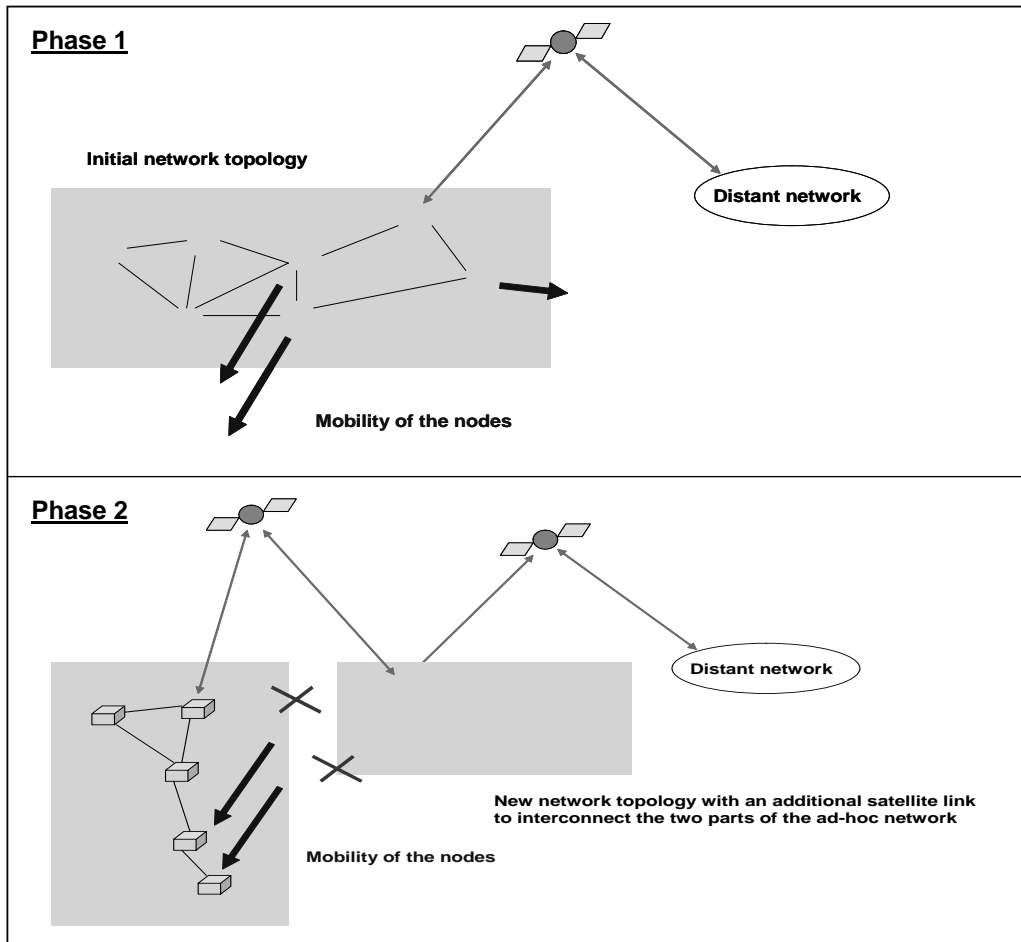 Phase 1
Initial network topology
Distant network
Mobility of the nodes
Phase 2
Distant network
New network topology with an additional satellite link
to interconnect the two parts of the ad-hoc network
Mobility of the nodes